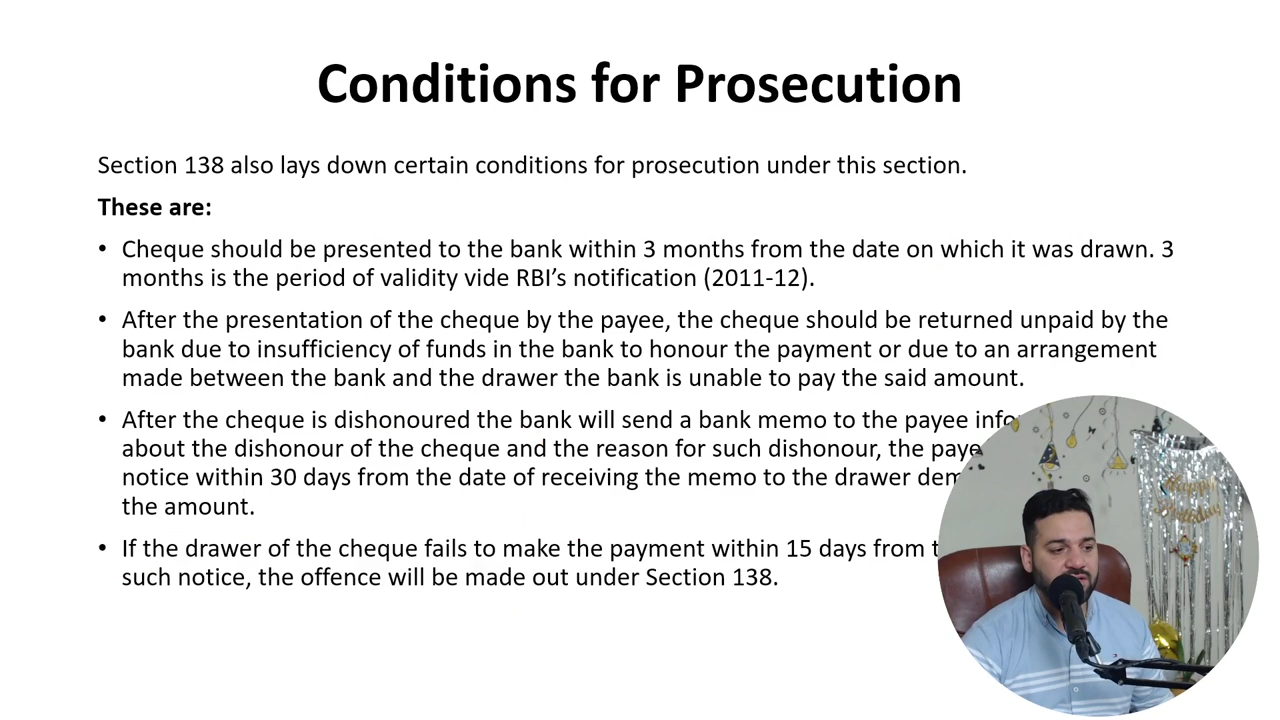 Conditions for Prosecution
Section 138 also lays down certain conditions for prosecution under this section.
These are:
• Cheque should be presented to the bank within 3 months from the date on which it was drawn. 3
months is the period of validity vide RBI’s notification (2011-12).
• After the presentation of the cheque by the payee, the cheque should be returned unpaid by the
bank due to insufficiency of funds in the bank to honour the payment or due to an arrangement
made between the bank and the drawer the bank is unable to pay the said amount.
• After the cheque is dishonoured the bank will send a bank memo to the payee
about the dishonour of the cheque and the reason for such dishonour, the
notice within 30 days from the date of receiving the memo to the drawer
the amount.
• If the drawer of the cheque fails to make the payment within 15 days from
such notice, the offence will be made out under Section 138.
Happy
Birthday